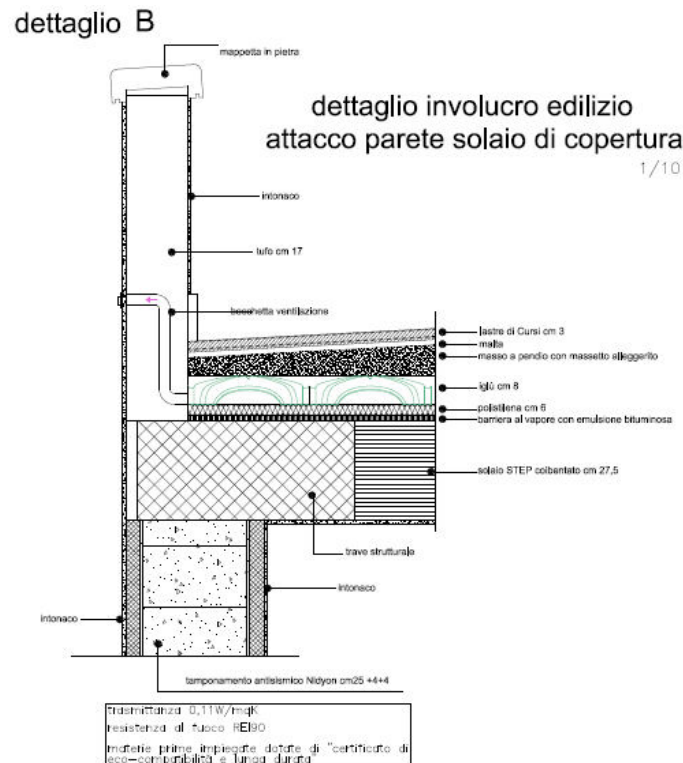 dettaglio B
mappetta in pietra
dettaglio involucro edilizio
attacco parete solaio di copertura
1/10
intonaco
tufo cm 17
bocchetta ventilazione
lastre di Cursi cm 3
malta
masso a pendio con massetto alleggerito
iglù cm 8
polistilene cm 6
barriera al vapore con emulsione bituminosa
solaio STEP coibentato cm 27,5
trave strutturale
intonaco
intonaco
tamponamento antisismico Nidyon cm25 +4+4
trasmittanza 0,11W/mqK
resistenza al fuoco REI90
materie prime impiegate dotate di "certificato di
eco-compatibilità e lunga durata"